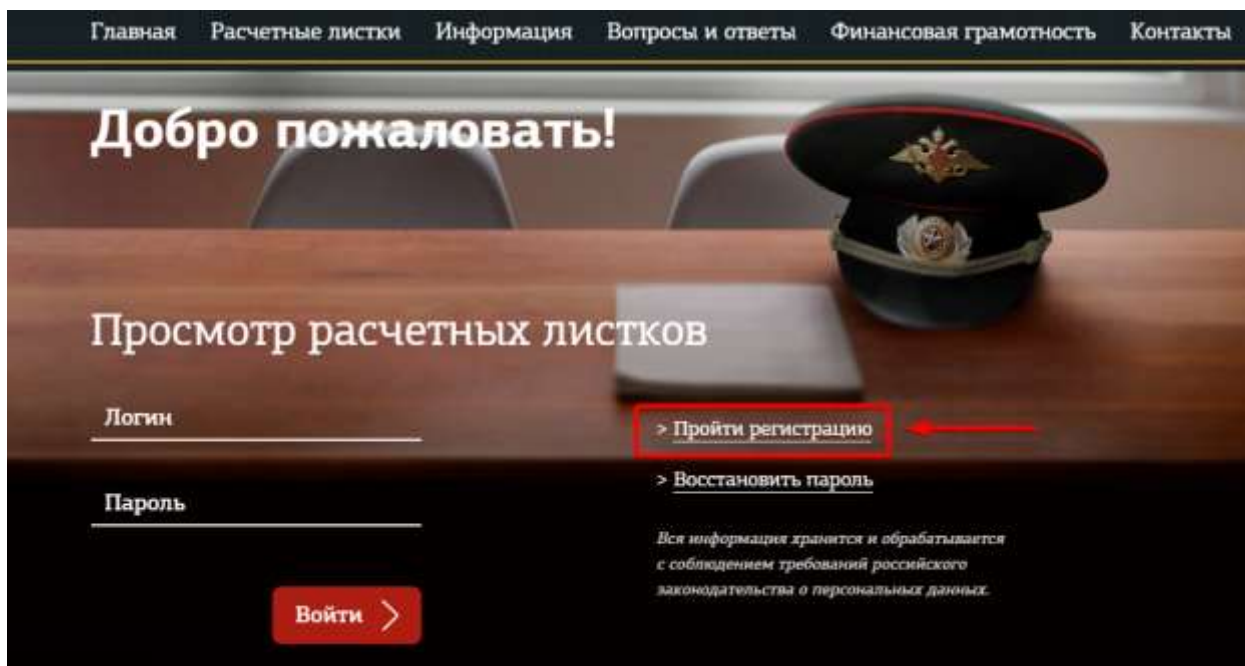 Главная Расчетные листки Информация Вопросы и ответы Финансовая грамотность Контакты
Добро пожаловать!
Просмотр расчетных листков
Логин
> Пройти регистрацию
> Восстановить пароль
Пароль
Вся информация хранится и обрабатывается
с соблюдением требований российского
законодательства о персональных данных.
Войти